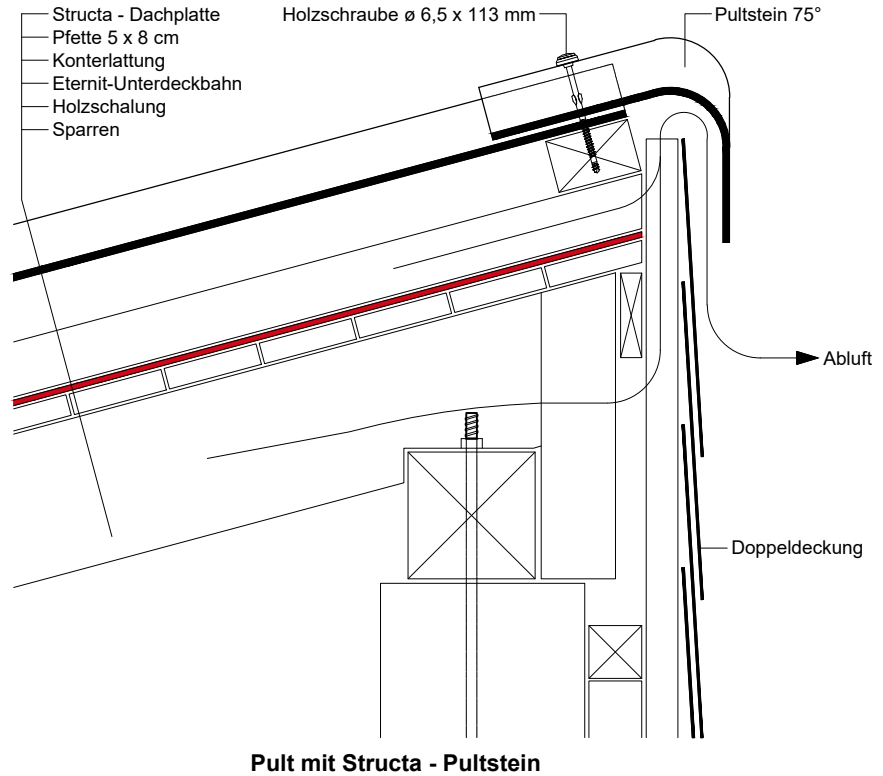 Structa - Dachplatte
Pfette 5 x 8 cm
Konterlattung
Eternit-Unterdeckbahn
Holzschalung
Sparren
Holzschraube ø 6,5 x 113 mm
Pultstein 75°
Abluft
Doppeldeckung
Pult mit Structa - Pultstein